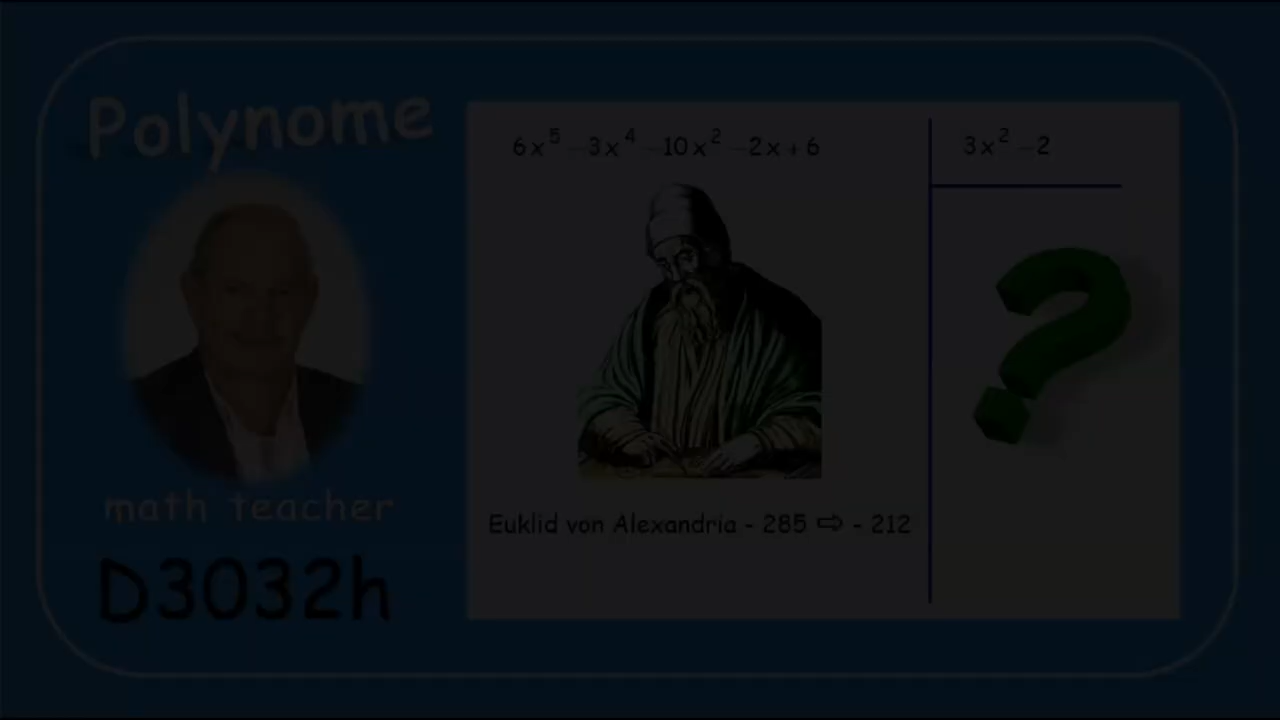 Polynome
6x⁵ –3x⁴ –10x² –2x + 6
3x² –2
Euklid von Alexandria - 285 ⇨ - 212
math teacher
D3032h